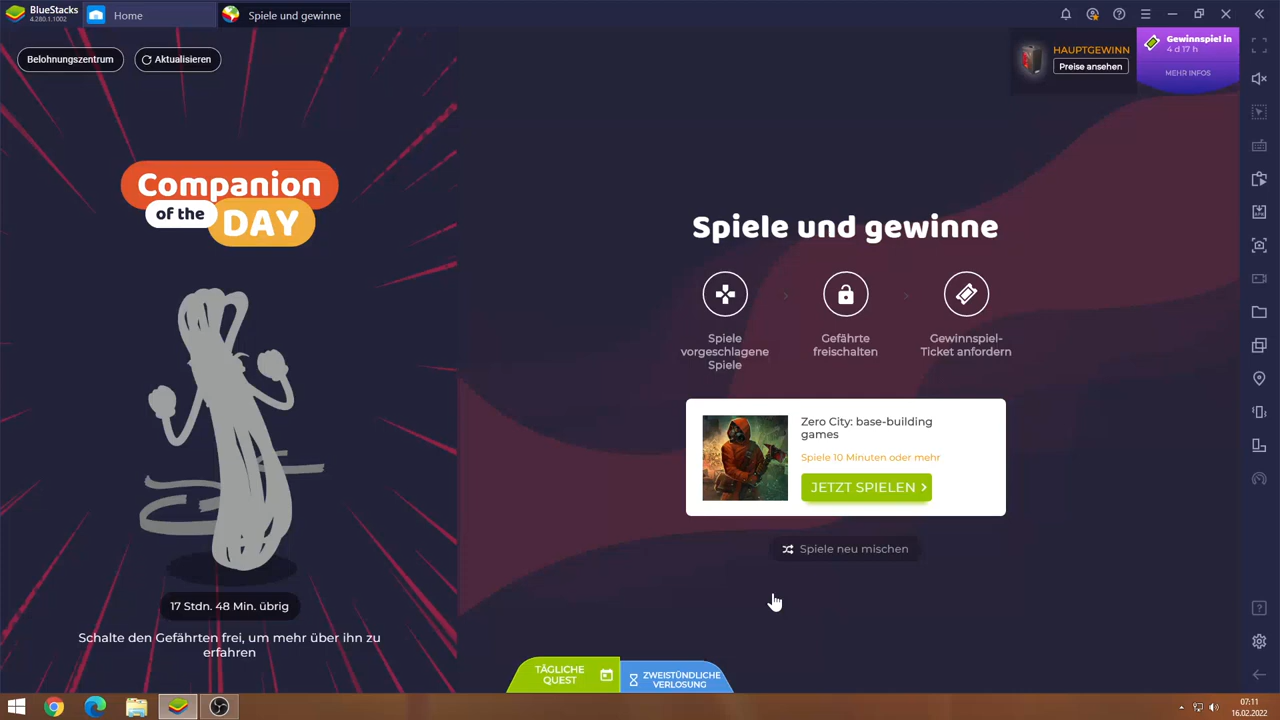 BlueStacks
4.280.1.1002
Home
Spiele und gewinne
Belohnungszentrum
Aktualisieren
HAUPTGEWINN
Preise ansehen
Gewinnspiel in
4 d 17 h
MEHR INFOS
Companion
of the
DAY
17 Stdn. 48 Min. übrig
Schalte den Gefährten frei, um mehr über ihn zu
erfahren
Spiele und gewinne
Spiele
vorgeschlagene
Spiele
Gefährte
freischalten
Gewinnspiel-
Ticket anfordern
Zero City: base-building
games
Spiele 10 Minuten oder mehr
JETZT SPIELEN
Spiele neu mischen
TÄGLICHE
QUEST
ZWEISTÜNDLICHE
VERLOSUNG
07:11
16.02.2022